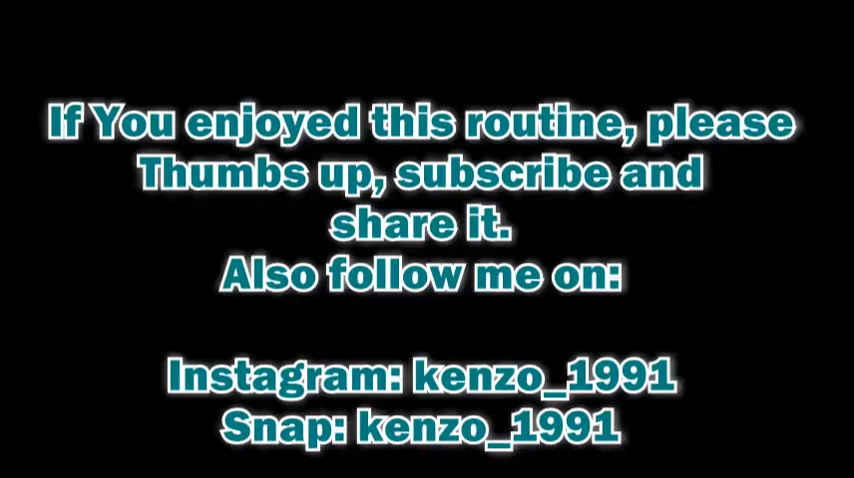 If You enjoyed this routine, please
Thumbs up, subscribe and
share it.
Also follow me on:
Instagram: kenzo_1991
Snap: kenzo_1991